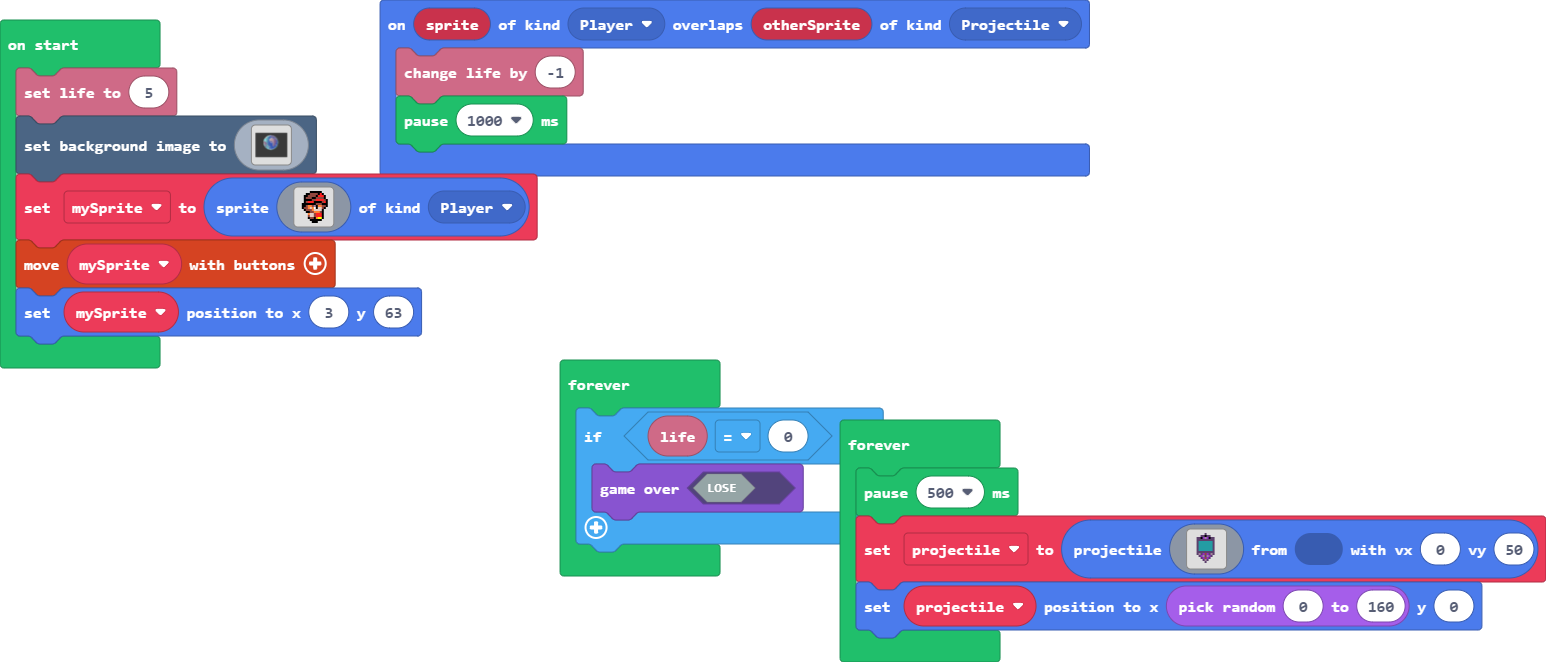 on start
set life to 5
set background image to
set mySprite to sprite of kind Player
move mySprite with buttons
set mySprite position to x 3 y 63
on sprite of kind Player overlaps otherSprite of kind Projectile
change life by -1
pause 1000 ms
forever
if life = 0
game over LOSE
forever
pause 500 ms
set projectile to projectile from with vx 0 vy 50
set projectile position to x pick random 0 to 160 y 0